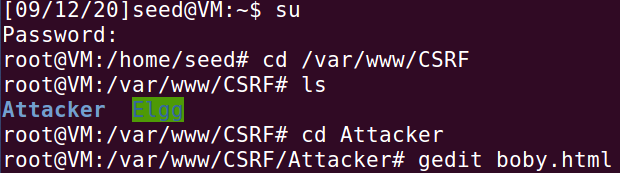 [09/12/20]seed@VM:~$ su
Password:
root@VM:/home/seed# cd /var/www/CSRF
root@VM:/var/www/CSRF# ls
Attacker  Elgg
root@VM:/var/www/CSRF# cd Attacker
root@VM:/var/www/CSRF/Attacker# gedit boby.html